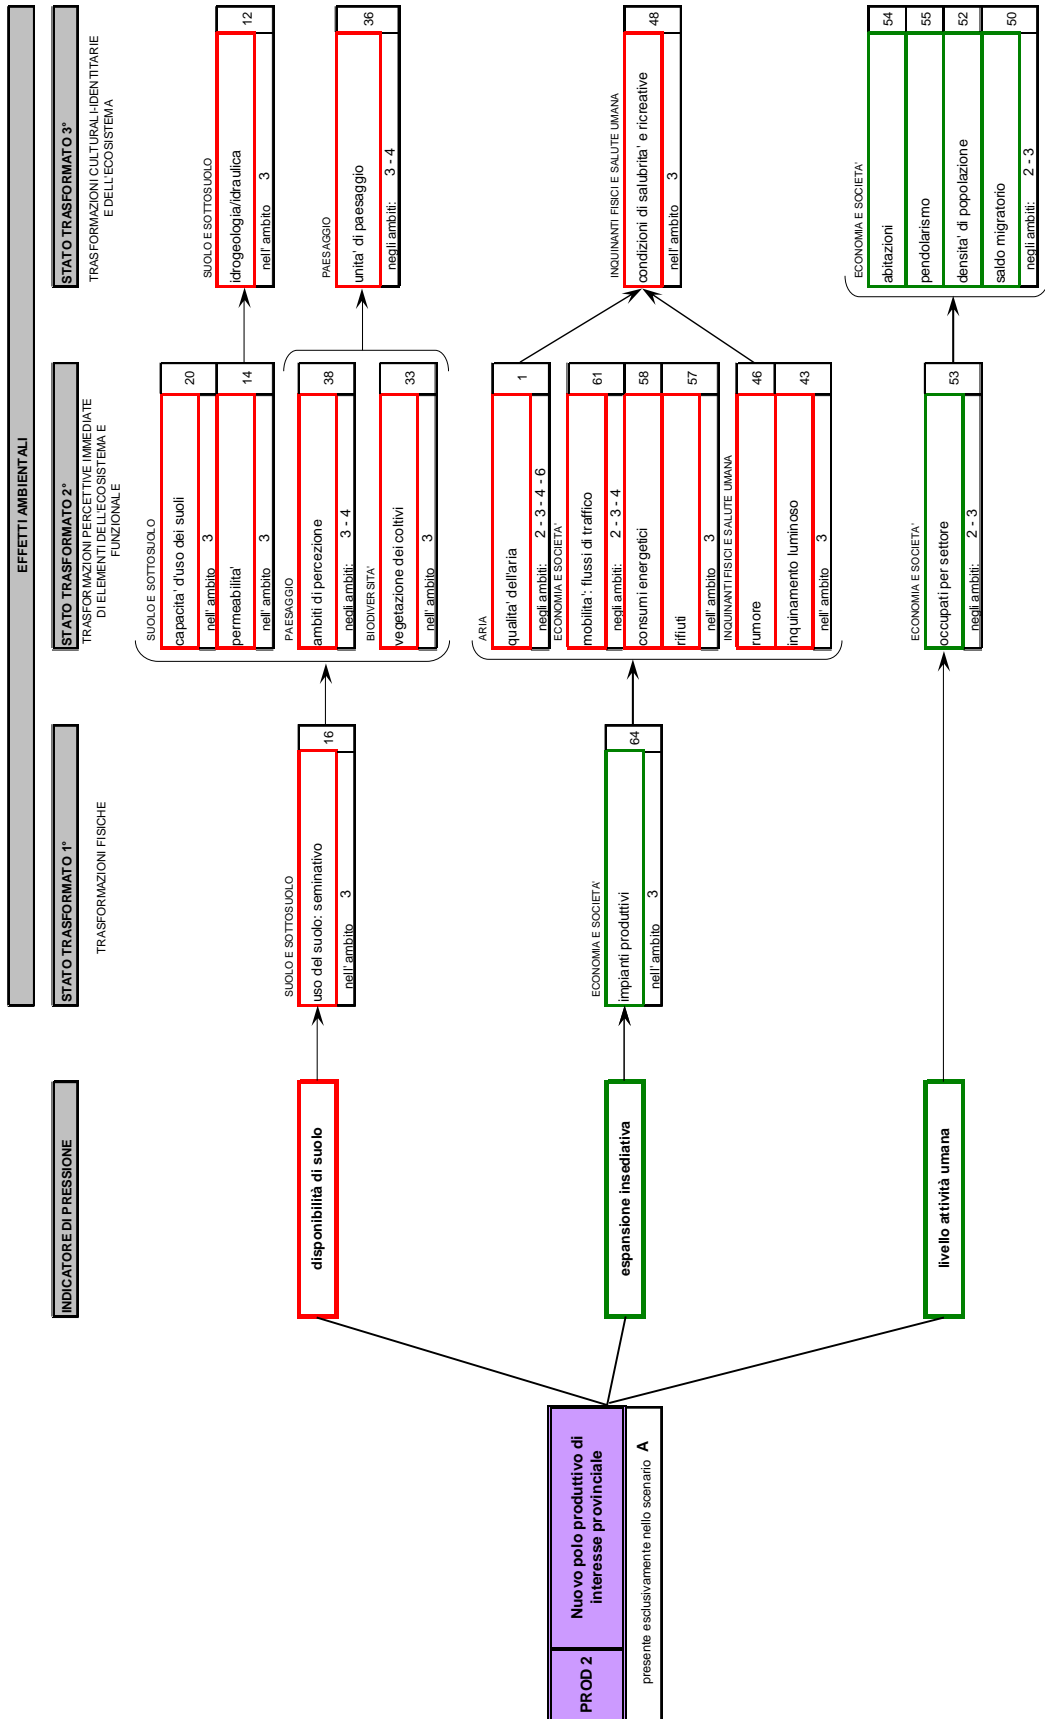 EFFETTI AMBIENTALI
INDICATORE DI PRESSIONE
STATO TRASFORMATO 1°
STATO TRASFORMATO 2°
STATO TRASFORMATO 3°
TRASFORMAZIONI FISICHE
TRASFORMAZIONI PERCETTIVE IMMEDIATE
DI ELEMENTI DELL'ECOSISTEMA E
FUNZIONALE
TRASFORMAZIONI CULTURALI-IDENTITARIE
E DELL'ECOSISTEMA
SUOLO E SOTTOSUOLO
capacita' d'uso dei suoli 20
nell' ambito 3
permeabilita' 14
nell' ambito 3
SUOLO E SOTTOSUOLO
idrogeologia/idraulica 12
nell' ambito 3
disponibilità di suolo
SUOLO E SOTTOSUOLO
uso del suolo: seminativo 16
nell' ambito 3
PAESAGGIO
ambiti di percezione 38
negli ambiti: 3 - 4
BIODIVERSITA'
vegetazione dei coltivi 33
nell' ambito 3
PAESAGGIO
unita' di paesaggio 36
negli ambiti: 3 - 4
PROD 2
Nuovo polo produttivo di
interesse provinciale
presente esclusivamente nello scenario A
espansione insediativa
ECONOMIA E SOCIETA'
impianti produttivi 64
nell' ambito 3
ARIA
qualita' dell'aria 1
negli ambiti: 2 - 3 - 4 - 6
ECONOMIA E SOCIETA'
mobilita': flussi di traffico 61
negli ambiti: 2 - 3 - 4
consumi energetici 58
rifiuti 57
nell' ambito 3
INQUINANTI FISICI E SALUTE UMANA
rumore 46
inquinamento luminoso 43
nell' ambito 3
INQUINANTI FISICI E SALUTE UMANA
condizioni di salubrita' e ricreative 48
nell' ambito 3
livello attività umana
ECONOMIA E SOCIETA'
occupati per settore 53
negli ambiti: 2 - 3
ECONOMIA E SOCIETA'
abitazioni 54
pendolarismo 55
densita' di popolazione 52
saldo migratorio 50
negli ambiti: 2 - 3